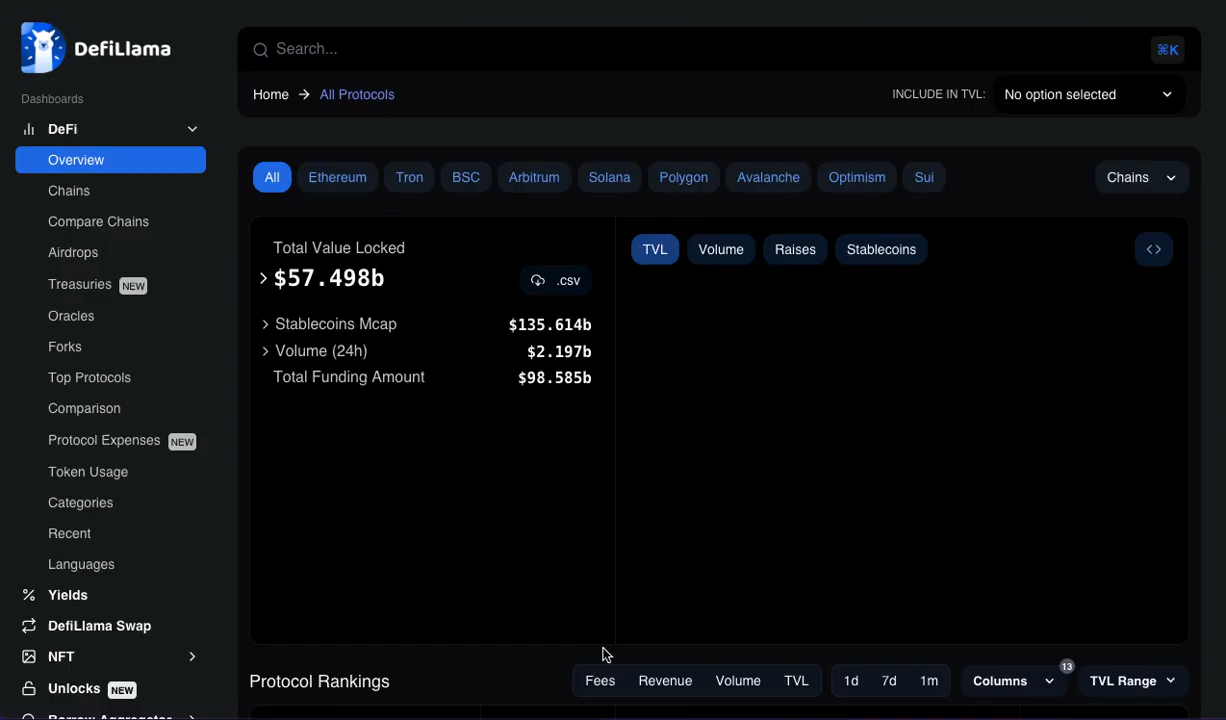 DefiLlama
Dashboards
DeFi
Overview
Chains
Compare Chains
Airdrops
Treasuries NEW
Oracles
Forks
Top Protocols
Comparison
Protocol Expenses NEW
Token Usage
Categories
Recent
Languages
Yields
DefiLlama Swap
NFT
Unlocks NEW
Borrow Aggregator
Search...
⌘K
Home → All Protocols
INCLUDE IN TVL: No option selected
All Ethereum Tron BSC Arbitrum Solana Polygon Avalanche Optimism Sui Chains
Total Value Locked
$57.498b .csv
Stablecoins Mcap $135.614b
Volume (24h) $2.197b
Total Funding Amount $98.585b
TVL Volume Raises Stablecoins
Protocol Rankings
Fees Revenue Volume TVL
1d 7d 1m
Columns 13
TVL Range